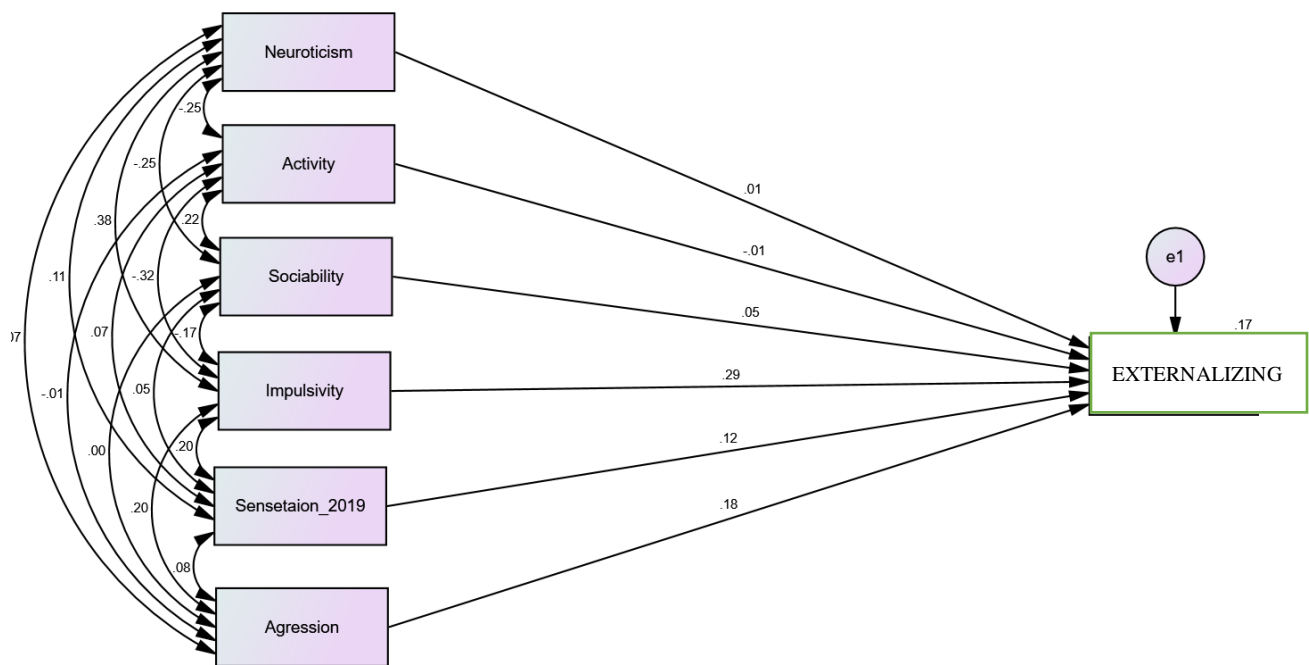 Neuroticism
-.25
Activity
-.25
.01
.22
.38
-.01
e1
Sociability
.11
-.32
.05
.17
07
.07
-.17
EXTERNALIZING
Impulsivity
.29
-.01
.05
.12
.00
.20
Sensetaion_2019
.20
.18
.08
Agression